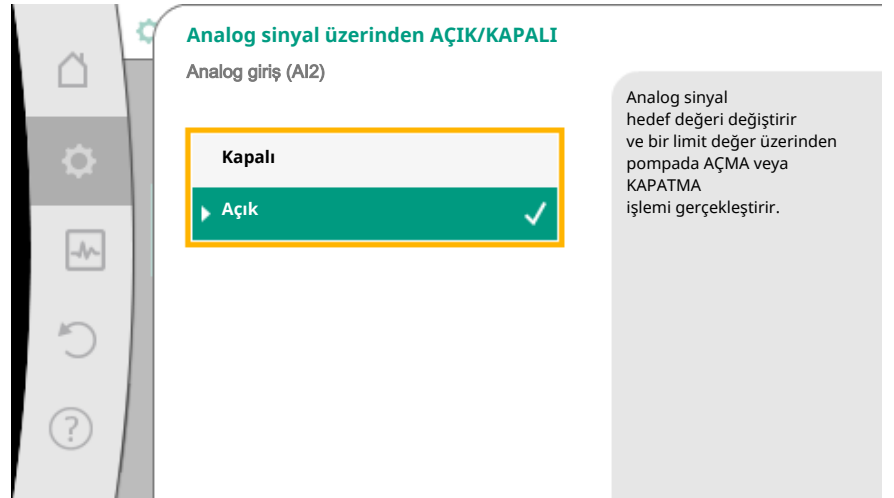 Analog sinyal üzerinden AÇIK/KAPALI
Analog giriş (AI2)
Kapalı
Açık
Analog sinyal
hedef değeri değiştirir
ve bir limit değer üzerinden
pompada AÇMA veya
KAPATMA
işlemi gerçekleştirir.
?